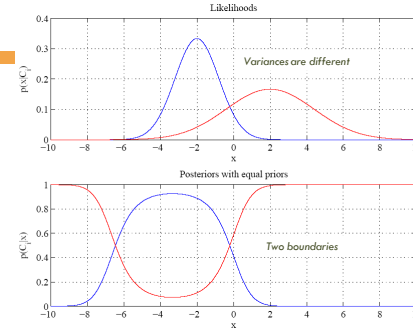 Likelihoods
0.4
0.3
0.2
0.1
0
p(x|C_i)
Variances are different
−10 −8 −6 −4 −2 0 2 4 6 8
x
Posteriors with equal priors
1
0.8
0.6
0.4
0.2
0
p(C_i|x)
Two boundaries
−10 −8 −6 −4 −2 0 2 4 6 8
x